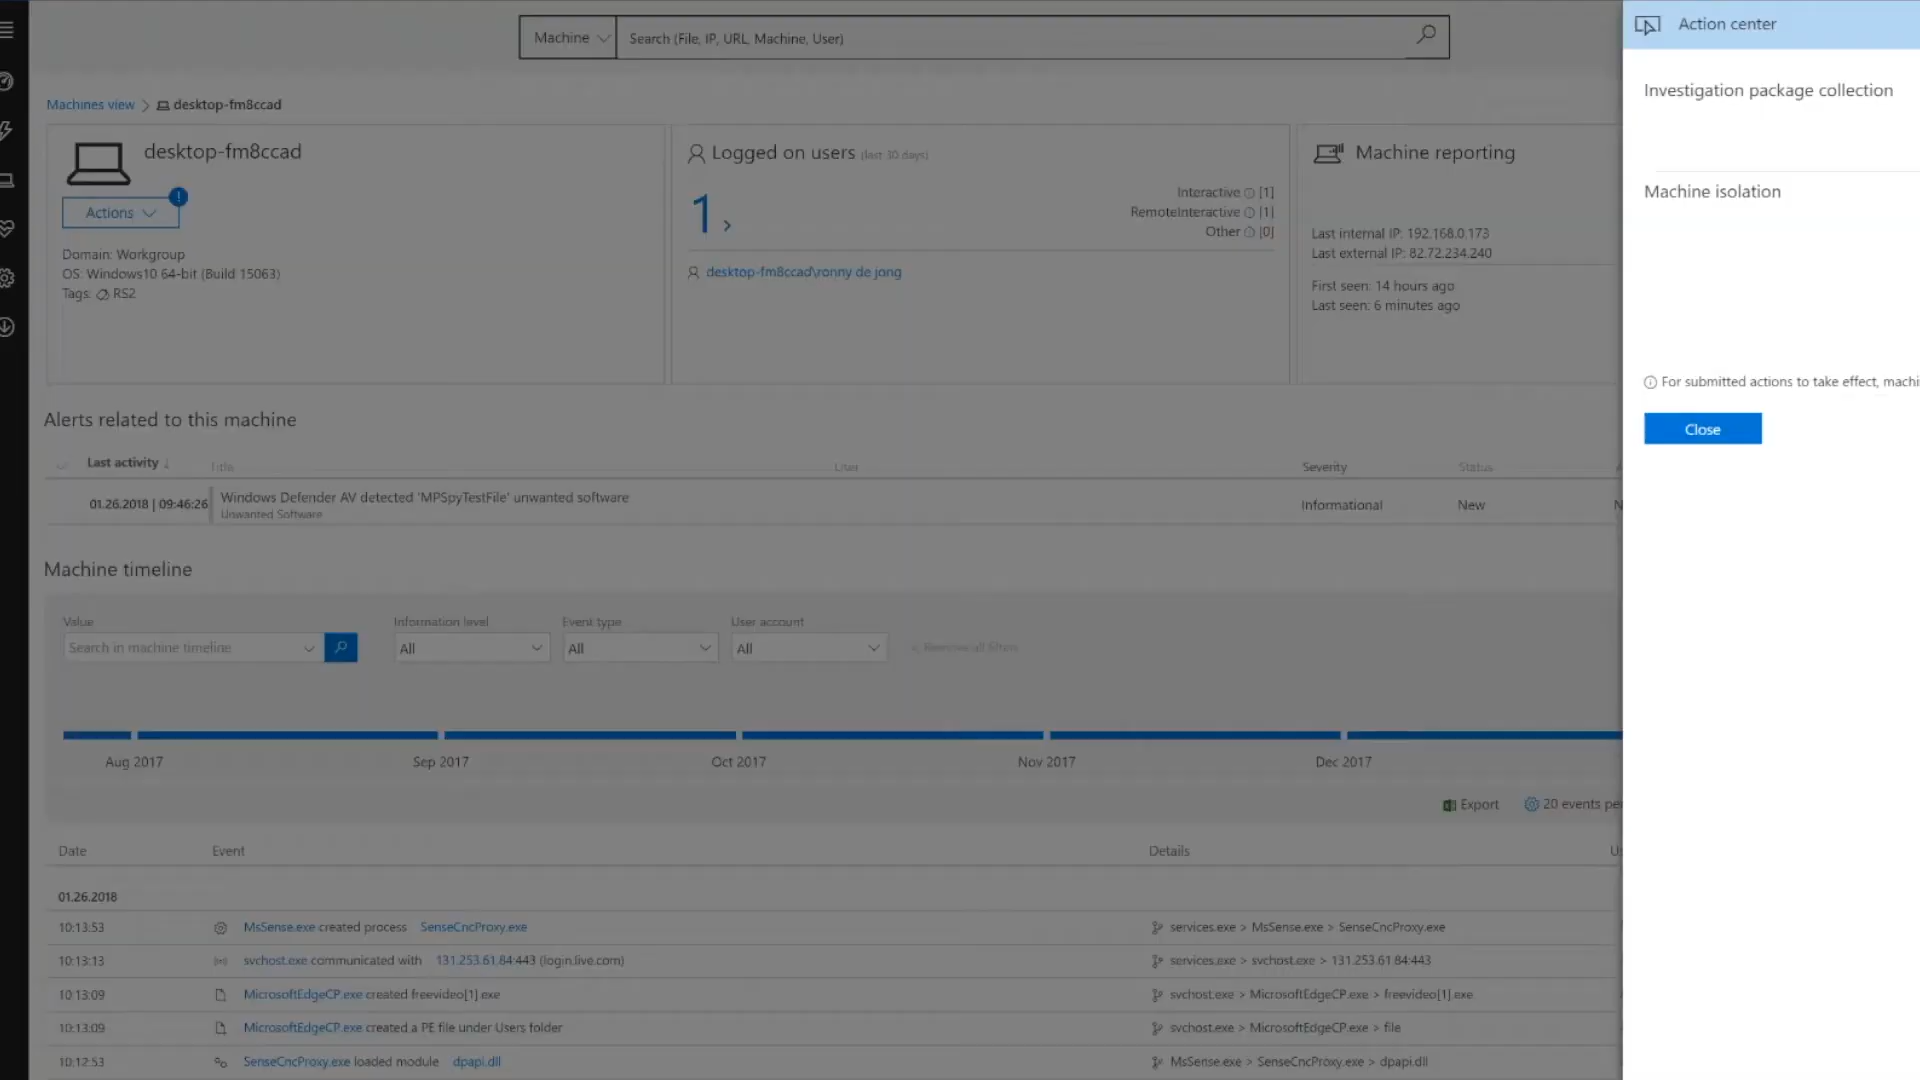 Machine
Search (File, IP, URL, Machine, User)
Action center
Investigation package collection
Machine isolation
For submitted actions to take effect, machi
Close
Machines view > desktop-fm8ccad
desktop-fm8ccad
!
Actions
Domain: Workgroup
OS: Windows10 64-bit (Build 15063)
Tags: RS2
Logged on users (last 30 days)
1 >
Interactive [1]
RemoteInteractive [1]
Other [0]
desktop-fm8ccad\ronny de jong
Machine reporting
Last internal IP: 192.168.0.173
Last external IP: 82.72.234.240
First seen: 14 hours ago
Last seen: 6 minutes ago
Alerts related to this machine
Last activity ↓ Title User Severity Status
01.26.2018 | 09:46:26 Windows Defender AV detected 'MPSpyTestFile' unwanted software Informational New N
Unwanted Software
Machine timeline
Value Information level Event type User account
Search in machine timeline All All All Remove all filters
Aug 2017 Sep 2017 Oct 2017 Nov 2017 Dec 2017
Export 20 events per
Date Event Details Us
01.26.2018
10:13:53 MsSense.exe created process SenseCncProxy.exe services.exe > MsSense.exe > SenseCncProxy.exe
10:13:13 svchost.exe communicated with 131.253.61.84:443 (login.live.com) services.exe > svchost.exe > 131.253.61.84:443
10:13:09 MicrosoftEdgeCP.exe created freevideo[1].exe svchost.exe > MicrosoftEdgeCP.exe > freevideo[1].exe
10:13:09 MicrosoftEdgeCP.exe created a PE file under Users folder svchost.exe > MicrosoftEdgeCP.exe > file
10:12:53 SenseCncProxy.exe loaded module dpapi.dll MsSense.exe > SenseCncProxy.exe > dpapi.dll